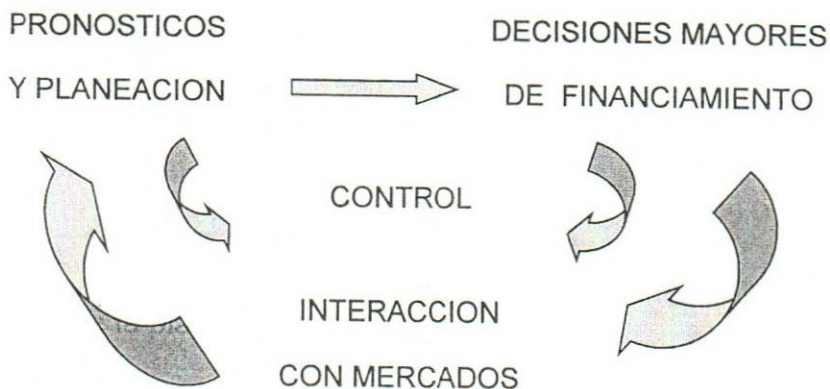 PRONOSTICOS
Y PLANEACION
DECISIONES MAYORES
DE FINANCIAMIENTO
CONTROL
INTERACCION
CON MERCADOS